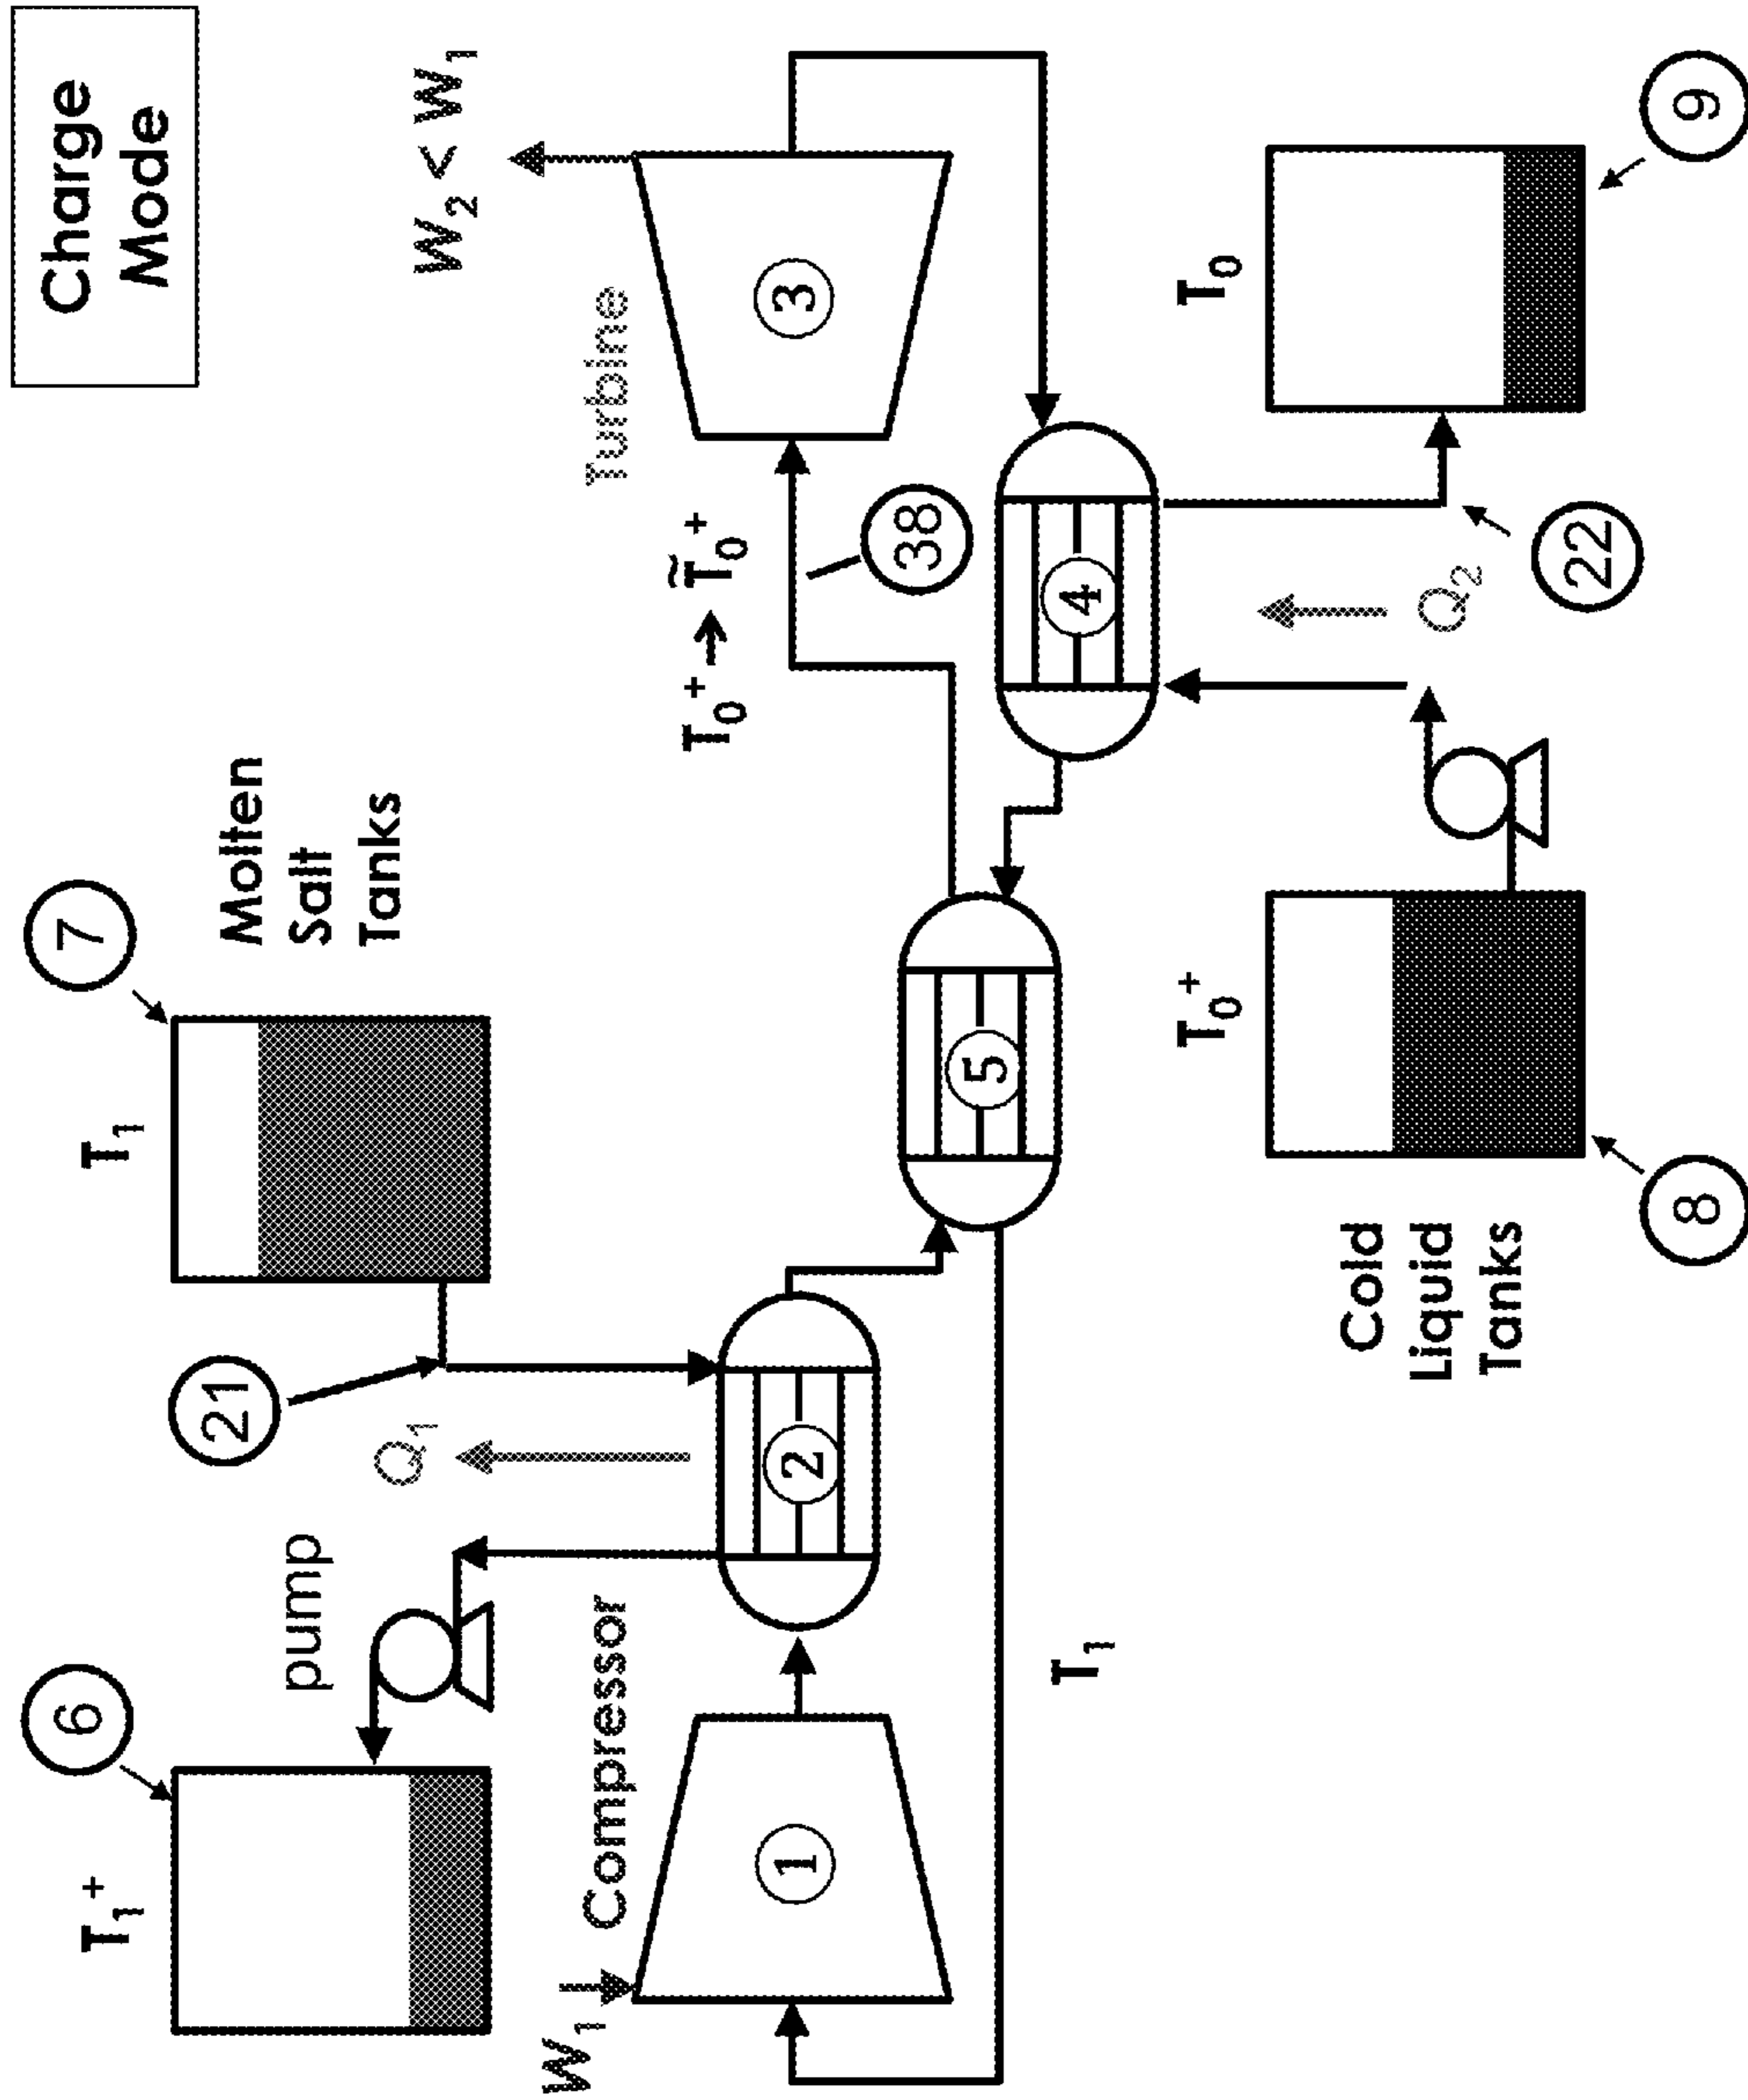 Charge
Mode
6
T₁⁺
pump
Q₁
21
7
T₁
Molten
Salt
Tanks
W₁
Compressor
1
2
5
T₀⁺ → T̃₀⁺
38
Turbine
W₂ < W₁
3
4
T₁
Cold
Liquid
Tanks
8
T₀⁺
Q₂
22
T₀
9